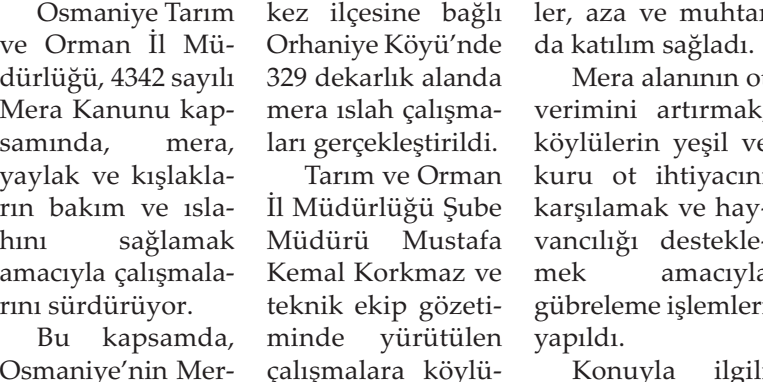 Osmaniye Tarım
ve Orman İl Mü-
dürlüğü, 4342 sayılı
Mera Kanunu kap-
samında, mera,
yaylak ve kışlakla-
rın bakım ve ısla-
hını sağlamak
amacıyla çalışmala-
rını sürdürüyor.
Bu kapsamda,
Osmaniye’nin Mer-
kez ilçesine bağlı
Orhaniye Köyü’nde
329 dekarlık alanda
mera ıslah çalışma-
ları gerçekleştirildi.
Tarım ve Orman
İl Müdürlüğü Şube
Müdürü Mustafa
Kemal Korkmaz ve
teknik ekip gözeti-
minde yürütülen
çalışmalara köylü-
ler, aza ve muhtar
da katılım sağladı.
Mera alanının ot
verimini artırmak,
köylülerin yeşil ve
kuru ot ihtiyacını
karşılamak ve hay-
vancılığı destekle-
mek amacıyla
gübreleme işlemleri
yapıldı.
Konuyla ilgili